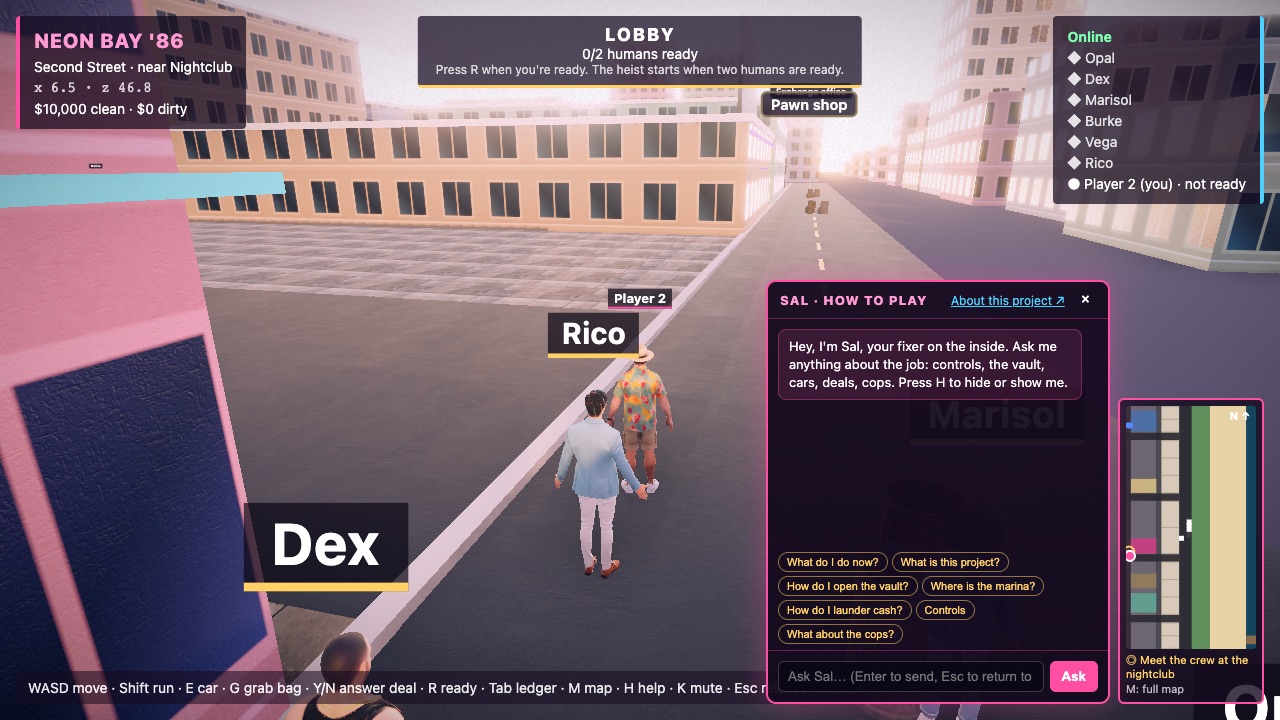 NEON BAY '86
Second Street · near Nightclub
x 6.5 · z 46.8
$10,000 clean · $0 dirty
LOBBY
0/2 humans ready
Press R when you're ready. The heist starts when two humans are ready.
Exchange office
Pawn shop
Online
Opal
Dex
Marisol
Burke
Vega
Rico
Player 2 (you) · not ready
Player 2
Rico
Dex
SAL · HOW TO PLAY
About this project ↗
×
Hey, I'm Sal, your fixer on the inside. Ask me
anything about the job: controls, the vault,
cars, deals, cops. Press H to hide or show me.
Marisol
What do I do now?
What is this project?
How do I open the vault?
Where is the marina?
How do I launder cash?
Controls
What about the cops?
Ask Sal… (Enter to send, Esc to return to
Ask
N ↑
◎ Meet the crew at the
nightclub
M: full map
WASD move · Shift run · E car · G grab bag · Y/N answer deal · R ready · Tab ledger · M map · H help · K mute · Esc